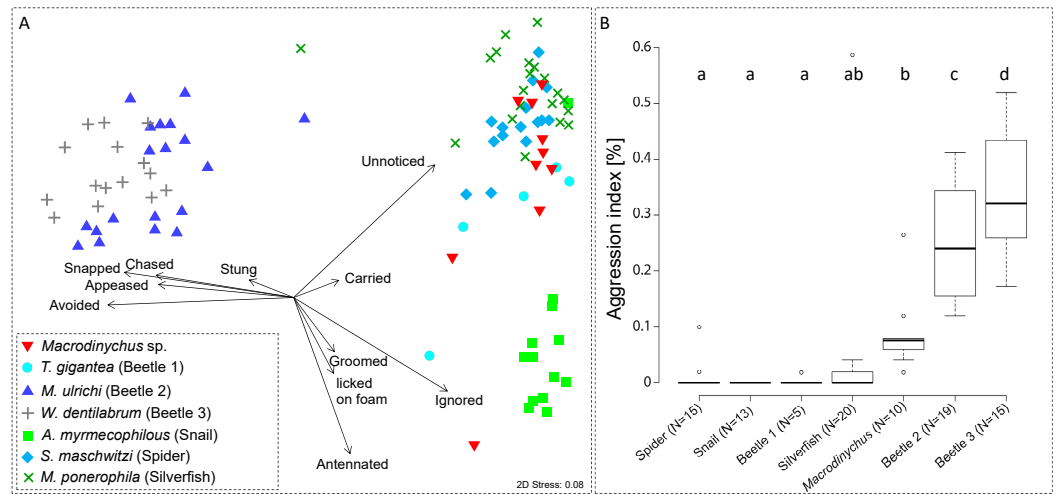 A
Unnoticed
Snapped
Chased
Stung
Carried
Appeased
Avoided
Groomed
licked
on foam
Ignored
Antennated
Macrodinychus sp.
T. gigantea (Beetle 1)
M. ulrichi (Beetle 2)
W. dentilabrum (Beetle 3)
A. myrmecophilous (Snail)
S. maschwitzi (Spider)
M. ponerophila (Silverfish)
2D Stress: 0.08
B
Aggression index [%]
0.6
0.5
0.4
0.3
0.2
0.1
0
a a a ab b c d
Spider (N=15)
Snail (N=13)
Beetle 1 (N=5)
Silverfish (N=20)
Macrodinychus (N=10)
Beetle 2 (N=19)
Beetle 3 (N=15)